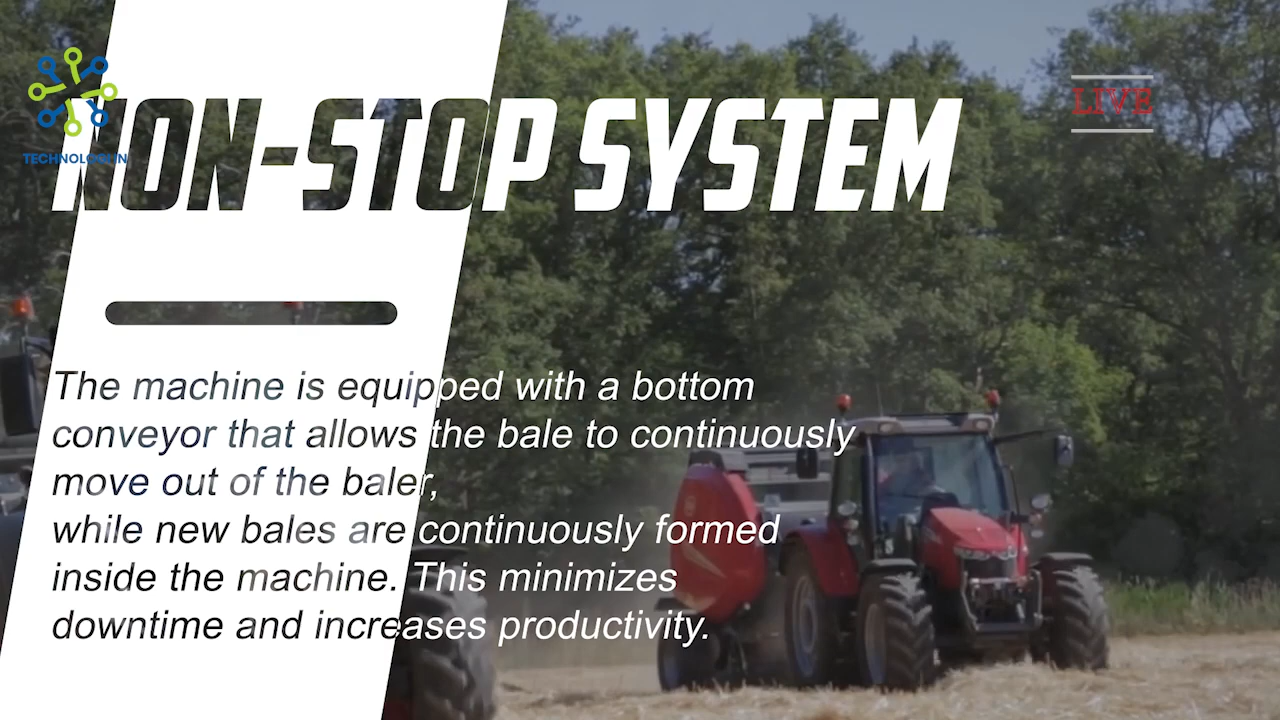 NON-STOP SYSTEM
LIVE
TECHNOLOGIN
The machine is equipped with a bottom
conveyor that allows the bale to continuously
move out of the baler,
while new bales are continuously formed
inside the machine. This minimizes
downtime and increases productivity.